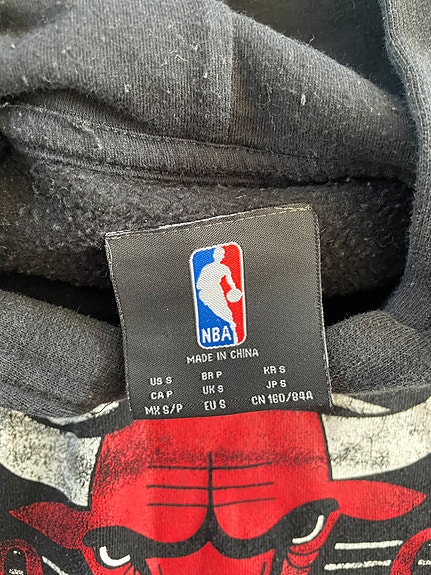 NBA
MADE IN CHINA
US S BR P KR S
CA P UK S JP S
MX S/P EU S CN 160/84A